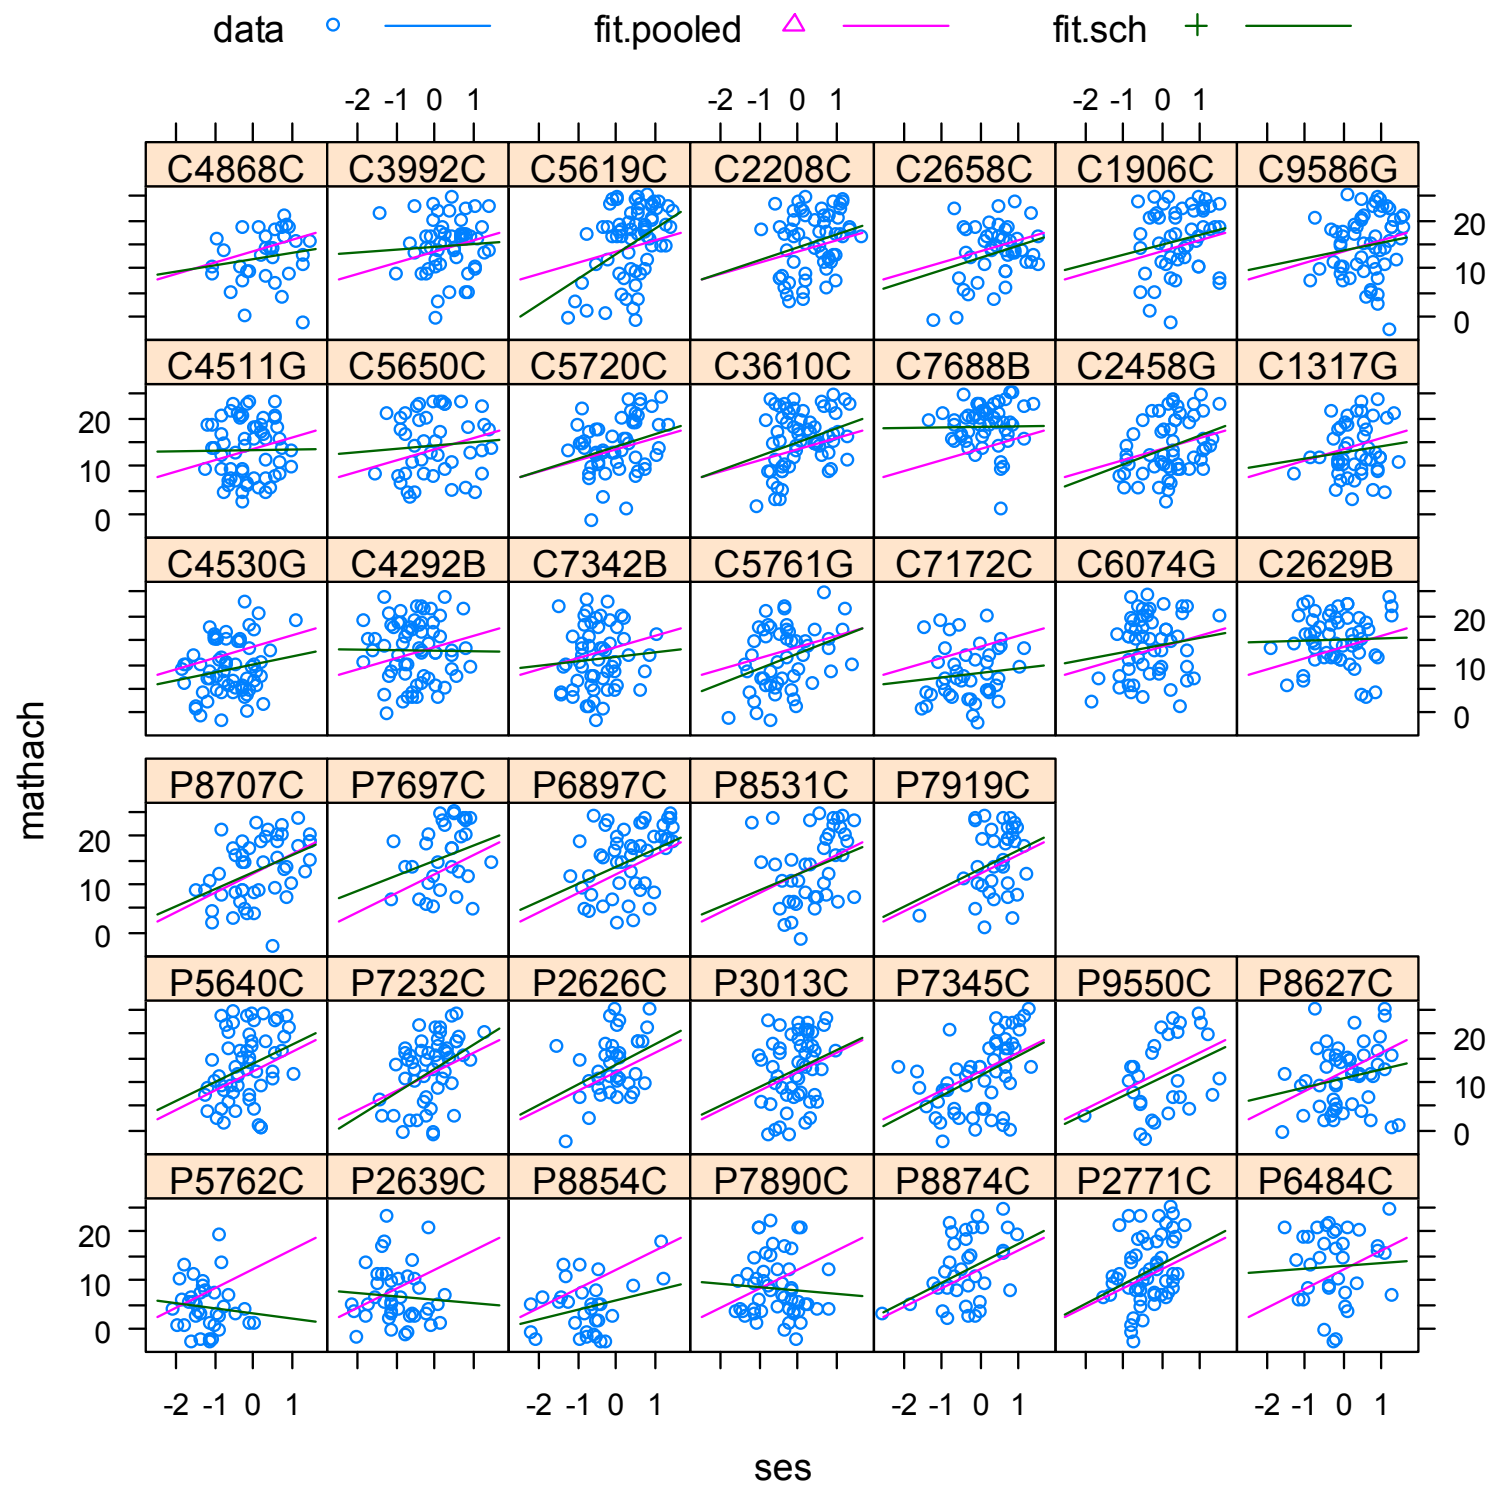 data fit.pooled fit.sch
-2 -1 0 1 -2 -1 0 1 -2 -1 0 1
C4868C C3992C C5619C C2208C C2658C C1906C C9586G
20
10
0
C4511G C5650C C5720C C3610C C7688B C2458G C1317G
20
10
0
C4530G C4292B C7342B C5761G C7172C C6074G C2629B
20
10
0
mathach
P8707C P7697C P6897C P8531C P7919C
20
10
0
P5640C P7232C P2626C P3013C P7345C P9550C P8627C
20
10
0
P5762C P2639C P8854C P7890C P8874C P2771C P6484C
20
10
0
-2 -1 0 1 -2 -1 0 1 -2 -1 0 1 -2 -1 0 1
ses